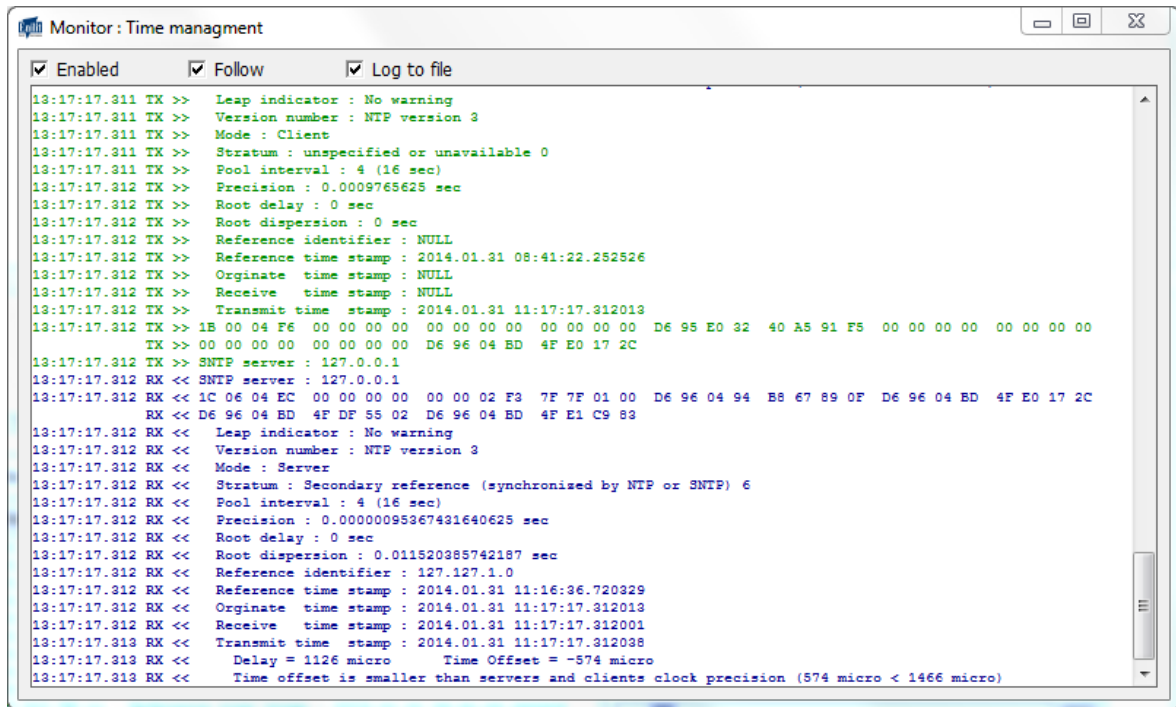 Monitor : Time managment
Enabled Follow Log to file
13:17:17.311 TX >> Leap indicator : No warning
13:17:17.311 TX >> Version number : NTP version 3
13:17:17.311 TX >> Mode : Client
13:17:17.311 TX >> Stratum : unspecified or unavailable 0
13:17:17.311 TX >> Pool interval : 4 (16 sec)
13:17:17.312 TX >> Precision : 0.0009765625 sec
13:17:17.312 TX >> Root delay : 0 sec
13:17:17.312 TX >> Root dispersion : 0 sec
13:17:17.312 TX >> Reference identifier : NULL
13:17:17.312 TX >> Reference time stamp : 2014.01.31 08:41:22.252526
13:17:17.312 TX >> Orginate time stamp : NULL
13:17:17.312 TX >> Receive time stamp : NULL
13:17:17.312 TX >> Transmit time stamp : 2014.01.31 11:17:17.312013
13:17:17.312 TX >> 1B 00 04 F6 00 00 00 00 00 00 00 00 00 00 00 00 D6 95 E0 32 40 A5 91 F5 00 00 00 00 00 00 00 00
TX >> 00 00 00 00 00 00 00 00 D6 96 04 BD 4F E0 17 2C
13:17:17.312 TX >> SNTP server : 127.0.0.1
13:17:17.312 RX << SNTP server : 127.0.0.1
13:17:17.312 RX << 1C 06 04 EC 00 00 00 00 00 00 02 F3 7F 7F 01 00 D6 96 04 94 B8 67 89 0F D6 96 04 BD 4F E0 17 2C
RX << D6 96 04 BD 4F DF 55 02 D6 96 04 BD 4F E1 C9 83
13:17:17.312 RX << Leap indicator : No warning
13:17:17.312 RX << Version number : NTP version 3
13:17:17.312 RX << Mode : Server
13:17:17.312 RX << Stratum : Secondary reference (synchronized by NTP or SNTP) 6
13:17:17.312 RX << Pool interval : 4 (16 sec)
13:17:17.312 RX << Precision : 0.00000095367431640625 sec
13:17:17.312 RX << Root delay : 0 sec
13:17:17.312 RX << Root dispersion : 0.011520385742187 sec
13:17:17.312 RX << Reference identifier : 127.127.1.0
13:17:17.312 RX << Reference time stamp : 2014.01.31 11:16:36.720329
13:17:17.312 RX << Orginate time stamp : 2014.01.31 11:17:17.312013
13:17:17.312 RX << Receive time stamp : 2014.01.31 11:17:17.312001
13:17:17.313 RX << Transmit time stamp : 2014.01.31 11:17:17.312038
13:17:17.313 RX << Delay = 1126 micro Time Offset = -574 micro
13:17:17.313 RX << Time offset is smaller than servers and clients clock precision (574 micro < 1466 micro)